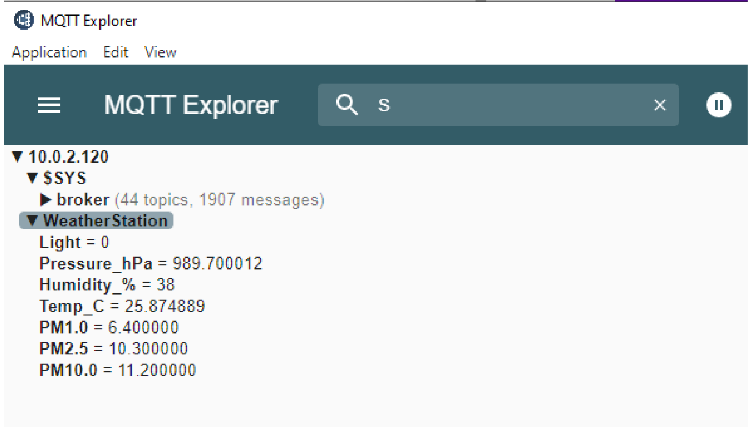 MQTT Explorer
Application Edit View
MQTT Explorer S
▼ 10.0.2.120
▼ $SYS
▶ broker (44 topics, 1907 messages)
▼ WeatherStation
Light = 0
Pressure_hPa = 989.700012
Humidity_% = 38
Temp_C = 25.874889
PM1.0 = 6.400000
PM2.5 = 10.300000
PM10.0 = 11.200000